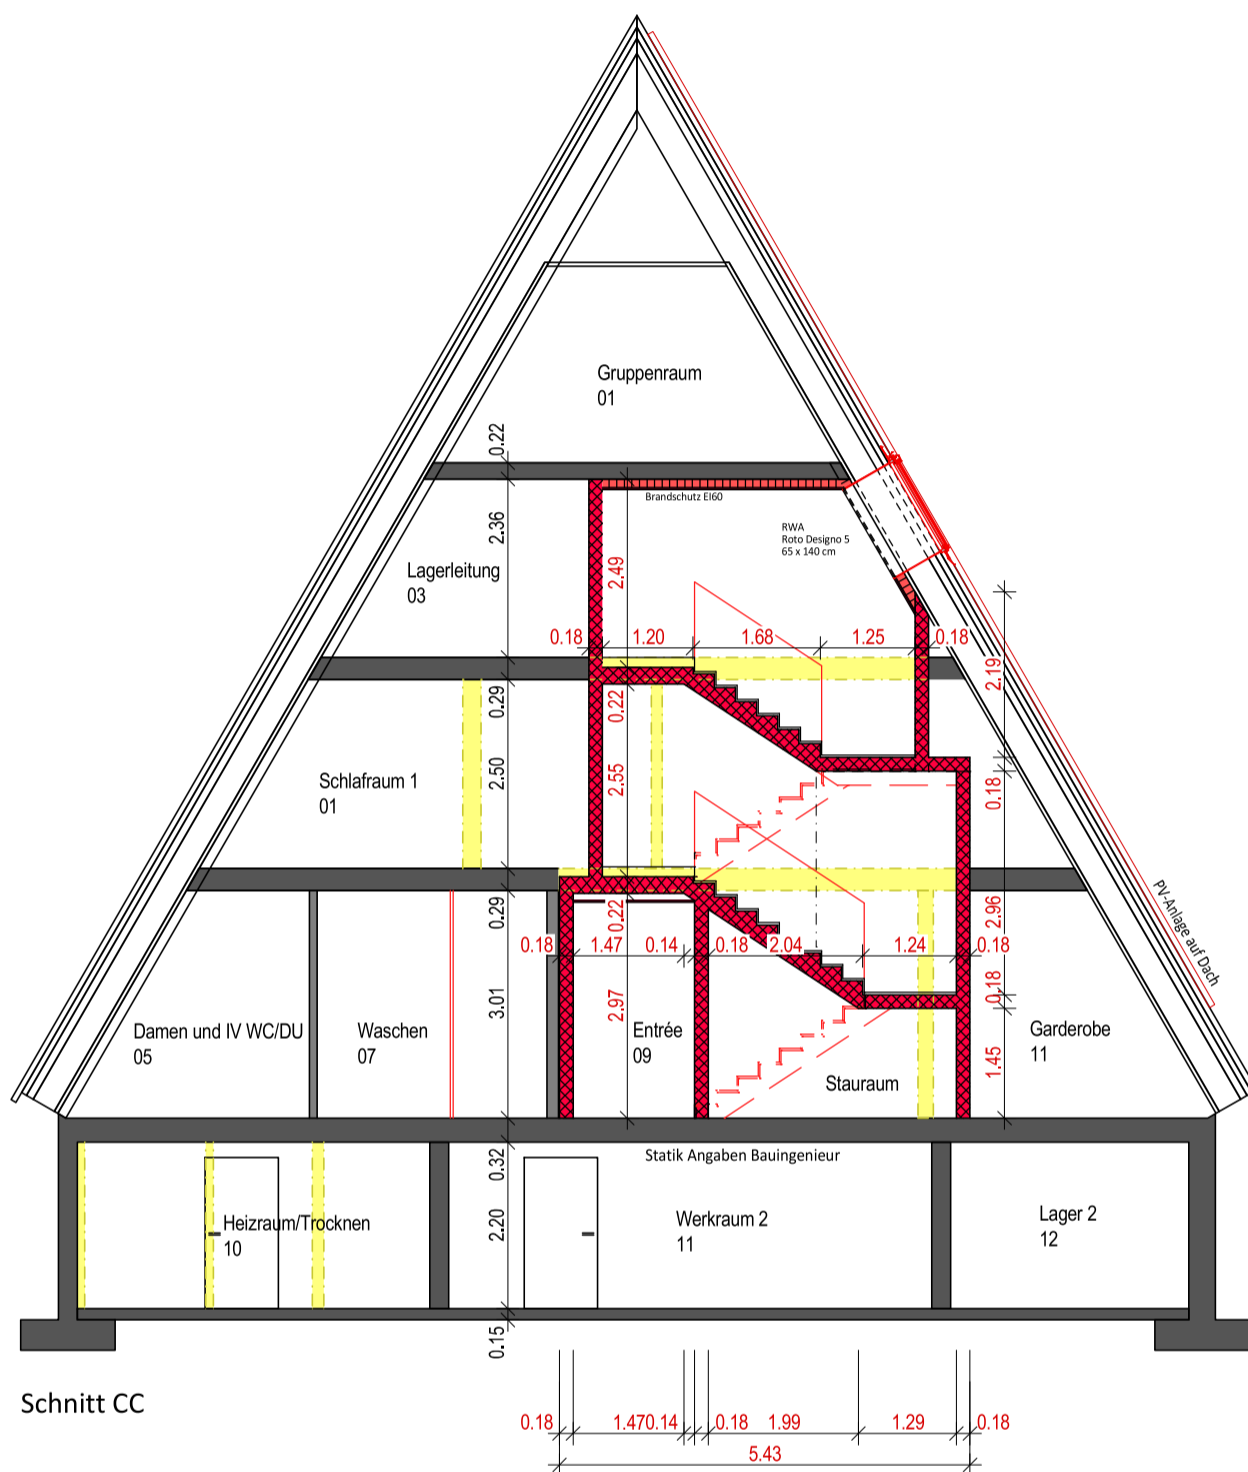 Gruppenraum
01
0.22
Brandschutz EI60
RWA
Roto Designo 5
65 x 140 cm
2.36
2.49
Lagerleitung
03
0.18
1.20
1.68
1.25
0.18
2.19
0.29
0.22
Schlafraum 1
01
2.50
2.55
0.18
PV-Anlage auf Dach
0.29
0.22
2.96
0.18
1.47
0.14
0.18
2.04
1.24
0.18
3.01
2.97
0.18
Damen und IV WC/DU
05
Waschen
07
Entrée
09
Stauraum
1.45
Garderobe
11
0.32
Statik Angaben Bauingenieur
2.20
Heizraum/Trocknen
10
Werkraum 2
11
Lager 2
12
0.15
Schnitt CC
0.18
1.47
0.14
0.18
1.99
1.29
0.18
5.43